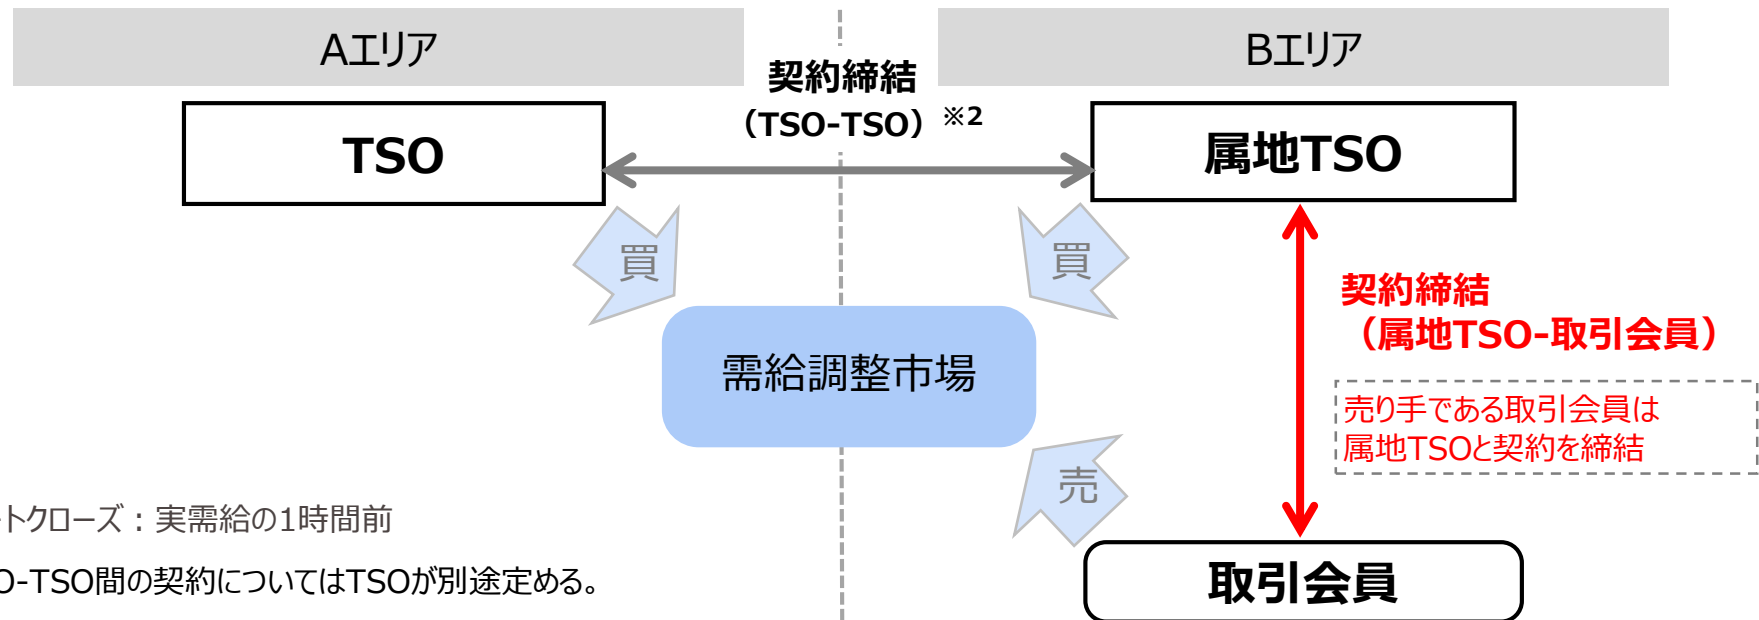 Aエリア
Bエリア
契約締結
（TSO-TSO）※2
TSO
属地TSO
買
買
契約締結
（属地TSO-取引会員）
需給調整市場
売り手である取引会員は
属地TSOと契約を締結
売
トクローズ：実需給の1時間前
O-TSO間の契約についてはTSOが別途定める。
取引会員